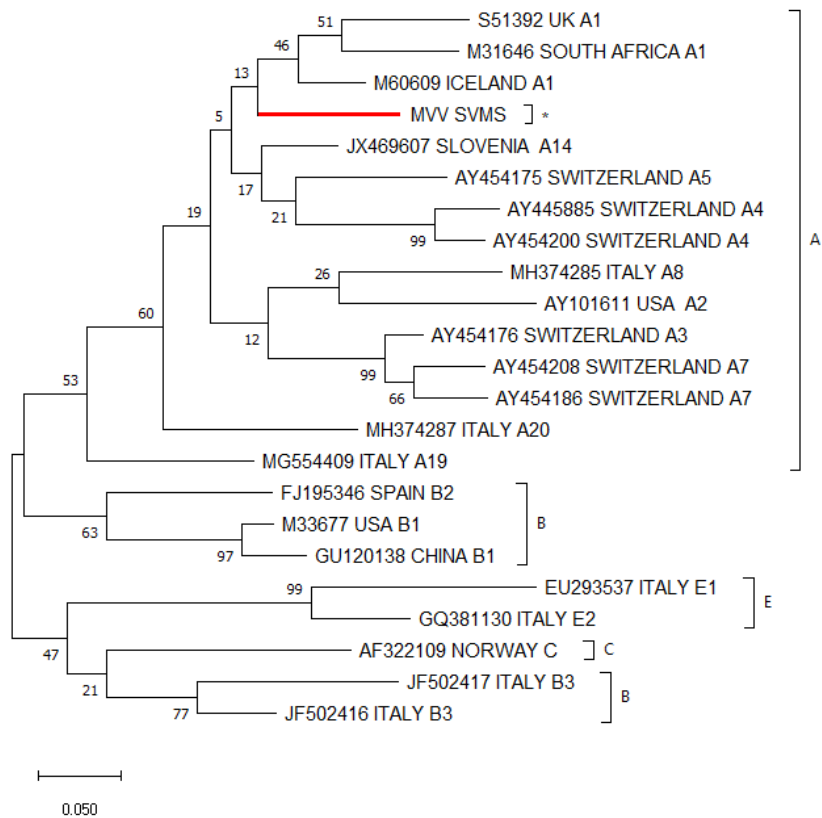 51
S51392 UK A1
46
M31646 SOUTH AFRICA A1
13
M60609 ICELAND A1
5
MVV SVMS
*
JX469607 SLOVENIA A14
17
AY454175 SWITZERLAND A5
21
AY445885 SWITZERLAND A4
19
99
AY454200 SWITZERLAND A4
A
26
MH374285 ITALY A8
AY101611 USA A2
60
12
AY454176 SWITZERLAND A3
99
AY454208 SWITZERLAND A7
53
66
AY454186 SWITZERLAND A7
MH374287 ITALY A20
MG554409 ITALY A19
FJ195346 SPAIN B2
63
M33677 USA B1
B
97
GU120138 CHINA B1
99
EU293537 ITALY E1
E
GQ381130 ITALY E2
47
AF322109 NORWAY C
C
21
JF502417 ITALY B3
B
77
JF502416 ITALY B3
0.050